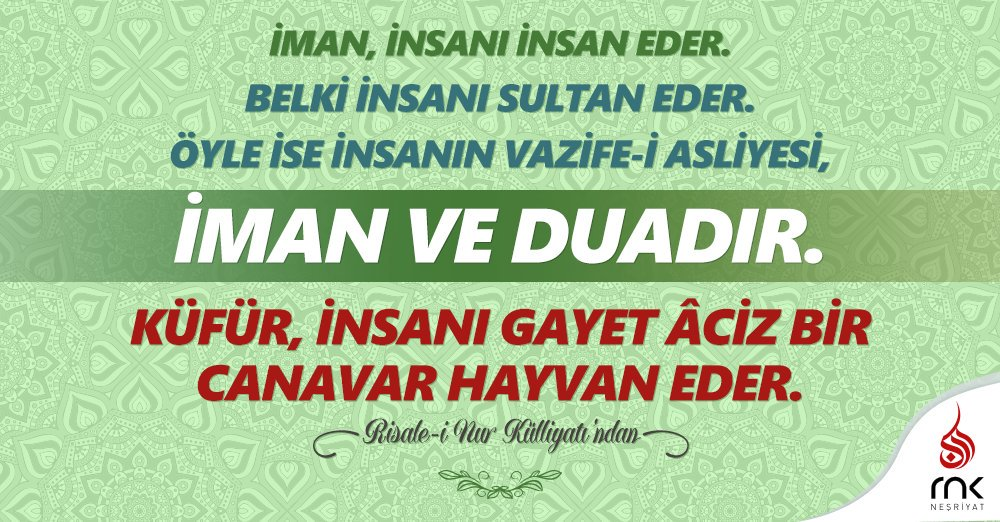 İMAN, İNSANI İNSAN EDER.
BELKİ İNSANI SULTAN EDER.
ÖYLE İSE İNSANIN VAZİFE-İ ASLİYESİ,
İMAN VE DUADIR.
KÜFÜR, İNSANI GAYET ÂCİZ BİR
CANAVAR HAYVAN EDER.
Risale-i Nur Külliyatı'ndan
rnk
NEŞRİYAT